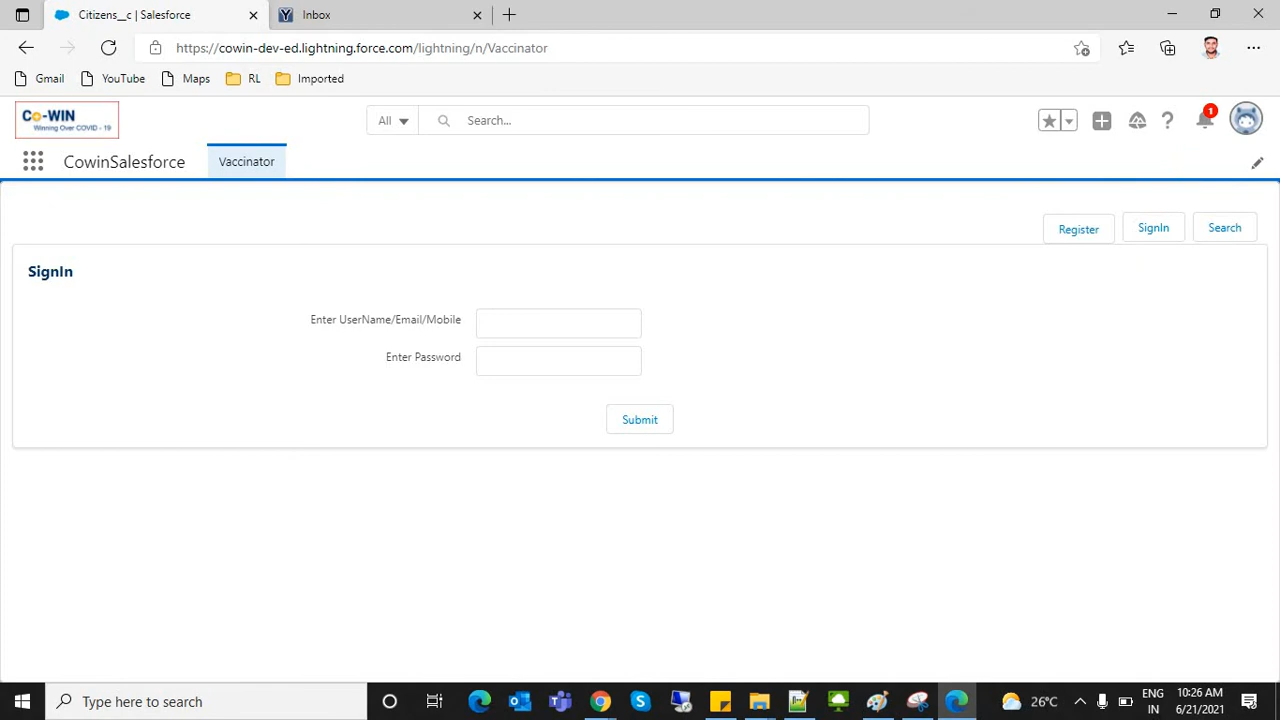 Citizens__c | Salesforce
Inbox
https://cowin-dev-ed.lightning.force.com/lightning/n/Vaccinator
Gmail
YouTube
Maps
RL
Imported
Co-WIN
Winning Over COVID - 19
All
Search...
1
CowinSalesforce
Vaccinator
Register
SignIn
Search
SignIn
Enter UserName/Email/Mobile
Enter Password
Submit
Type here to search
26°C
ENG
IN
10:26 AM
6/21/2021